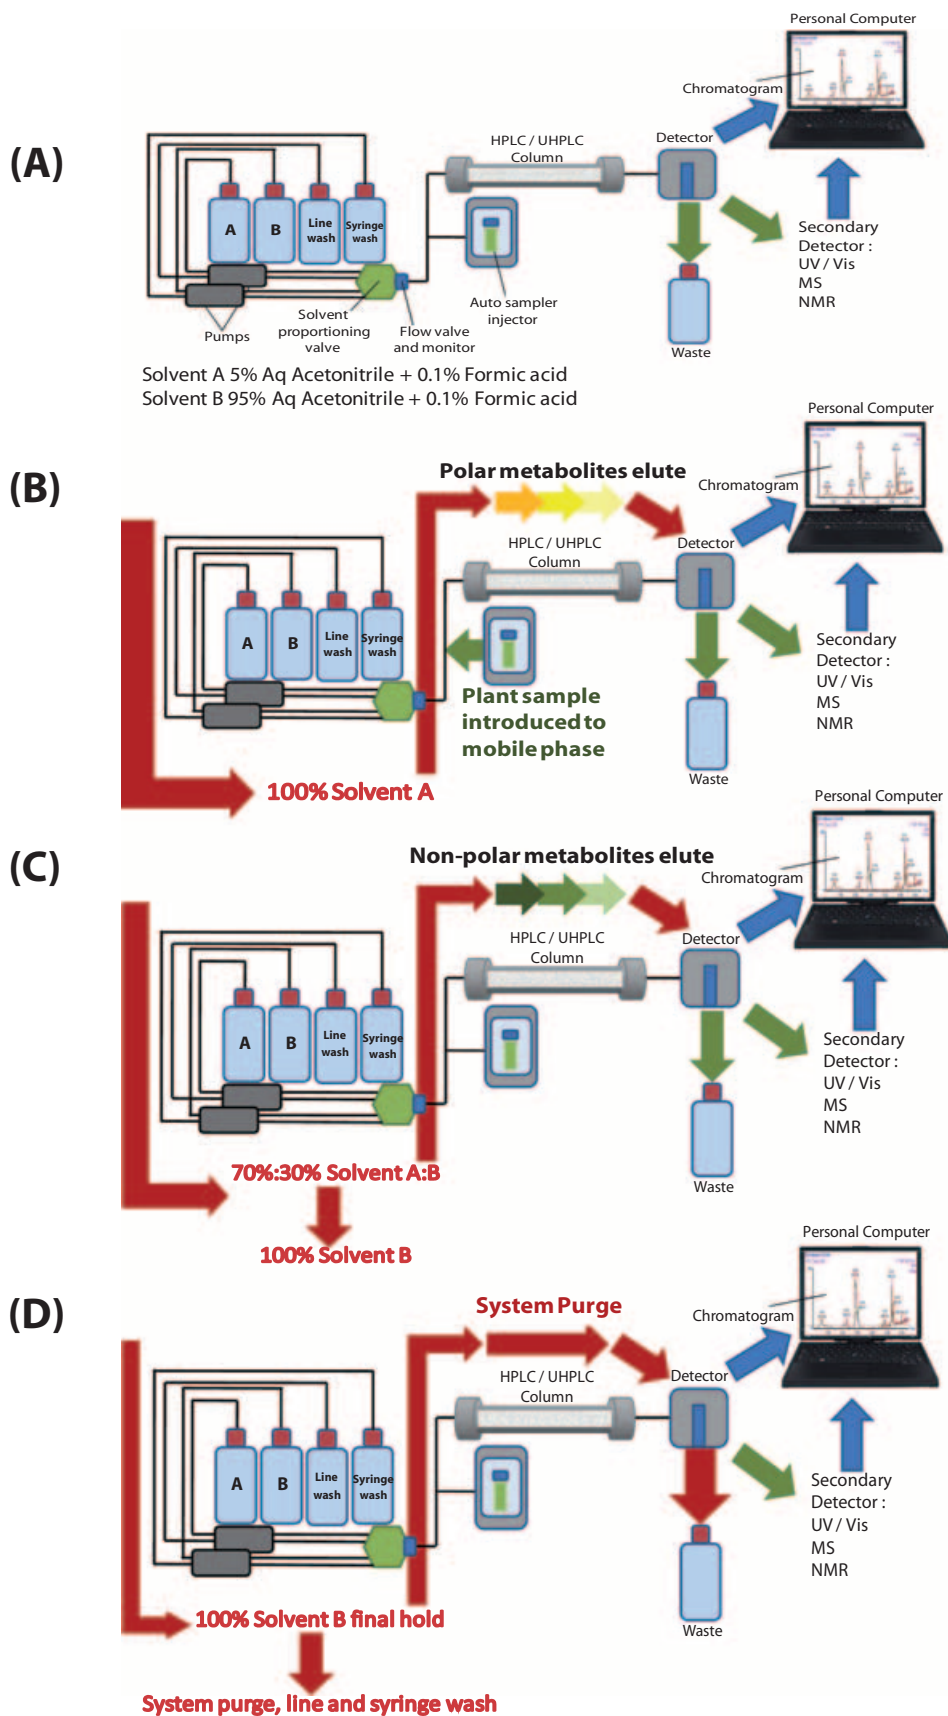 (A)
Personal Computer
Chromatogram
HPLC / UHPLC
Column
Detector
A
B
Line
wash
Syringe
wash
Secondary
Detector :
UV / Vis
MS
NMR
Auto sampler
injector
Solvent
proportioning
valve
Flow valve
and monitor
Pumps
Waste
Solvent A 5% Aq Acetonitrile + 0.1% Formic acid
Solvent B 95% Aq Acetonitrile + 0.1% Formic acid
(B)
Personal Computer
Polar metabolites elute
Chromatogram
Detector
HPLC / UHPLC
Column
A
B
Line
wash
Syringe
wash
Secondary
Detector :
UV / Vis
MS
NMR
Plant sample
introduced to
mobile phase
Waste
100% Solvent A
(C)
Personal Computer
Non-polar metabolites elute
Chromatogram
Detector
HPLC / UHPLC
Column
A
B
Line
wash
Syringe
wash
Secondary
Detector :
UV / Vis
MS
NMR
Waste
70%:30% Solvent A:B
100% Solvent B
(D)
Personal Computer
System Purge
Chromatogram
Detector
HPLC / UHPLC
Column
A
B
Line
wash
Syringe
wash
Secondary
Detector :
UV / Vis
MS
NMR
Waste
100% Solvent B final hold
System purge, line and syringe wash